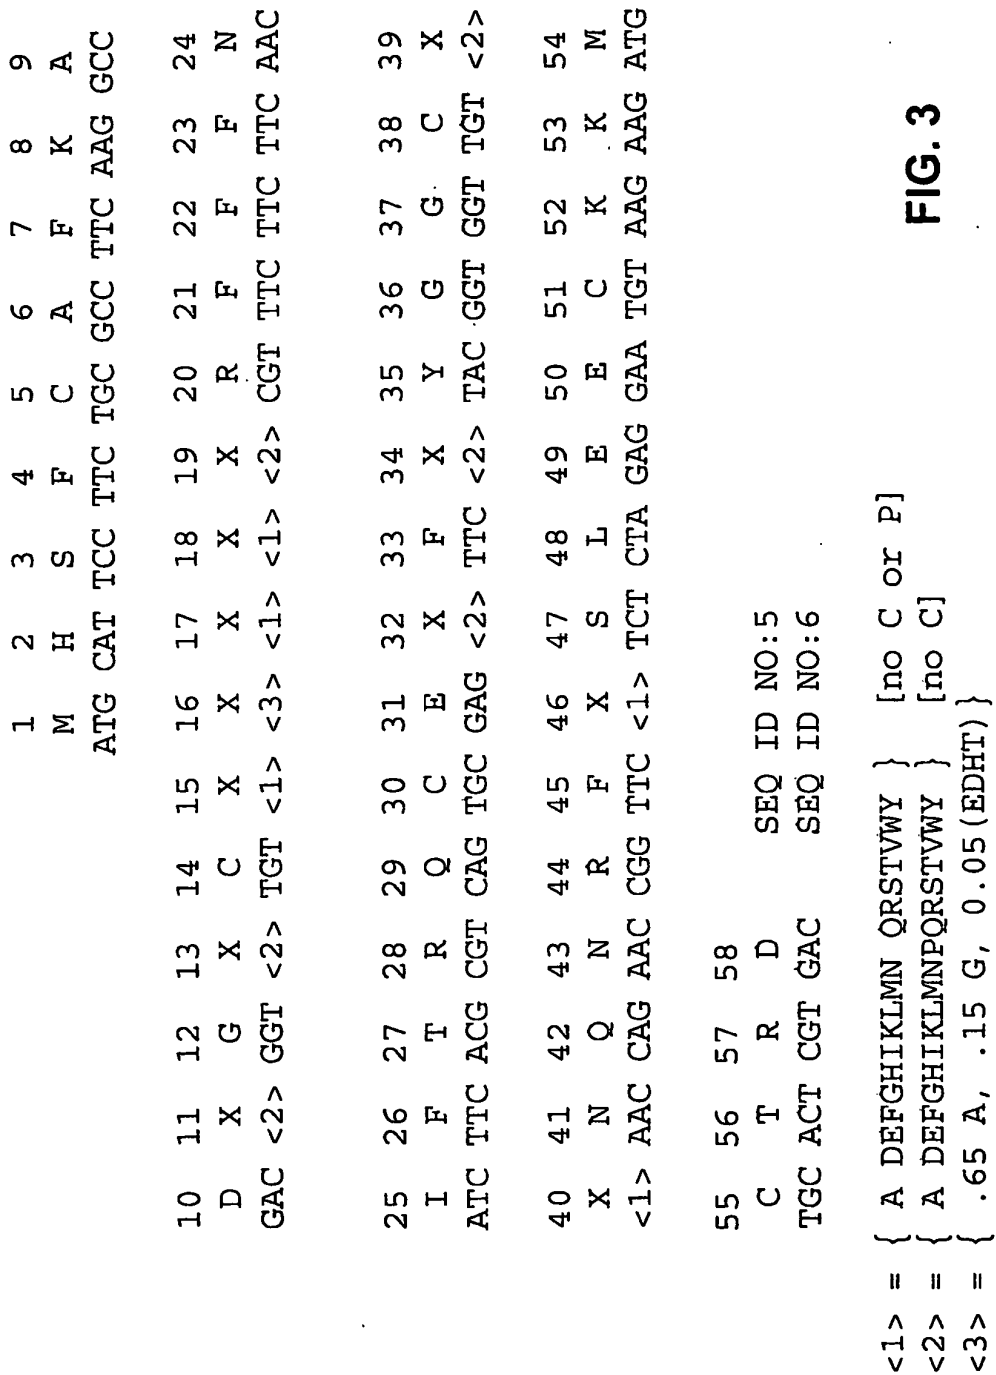 1 2 3 4 5 6 7 8 9
M H S F C A F K A
ATG CAT TCC TTC TGC GCC TTC AAG GCC
10 11 12 13 14 15 16 17 18 19 20 21 22 23 24
D X G X C X X X X X R F F F N
GAC <2> GGT <2> TGT <1> <3> <1> <1> <2> CGT TTC TTC TTC AAC
25 26 27 28 29 30 31 32 33 34 35 36 37 38 39
I F T R Q C E X F X Y G G C X
ATC TTC ACG CGT CAG TGC GAG <2> TTC <2> TAC GGT GGT TGT <2>
40 41 42 43 44 45 46 47 48 49 50 51 52 53 54
X N Q N R F X S L E E C K K M
<1> AAC CAG AAC CGG TTC <1> TCT CTA GAG GAA TGT AAG AAG ATG
55 56 57 58
C T R D SEQ ID NO:5
TGC ACT CGT GAC SEQ ID NO:6
<1> = { A DEFGHIKLMN QRSTVWY } [no C or P]
<2> = { A DEFGHIKLMNPQRSTVWY } [no C]
<3> = { .65 A, .15 G, 0.05(EDHT)}
FIG. 3